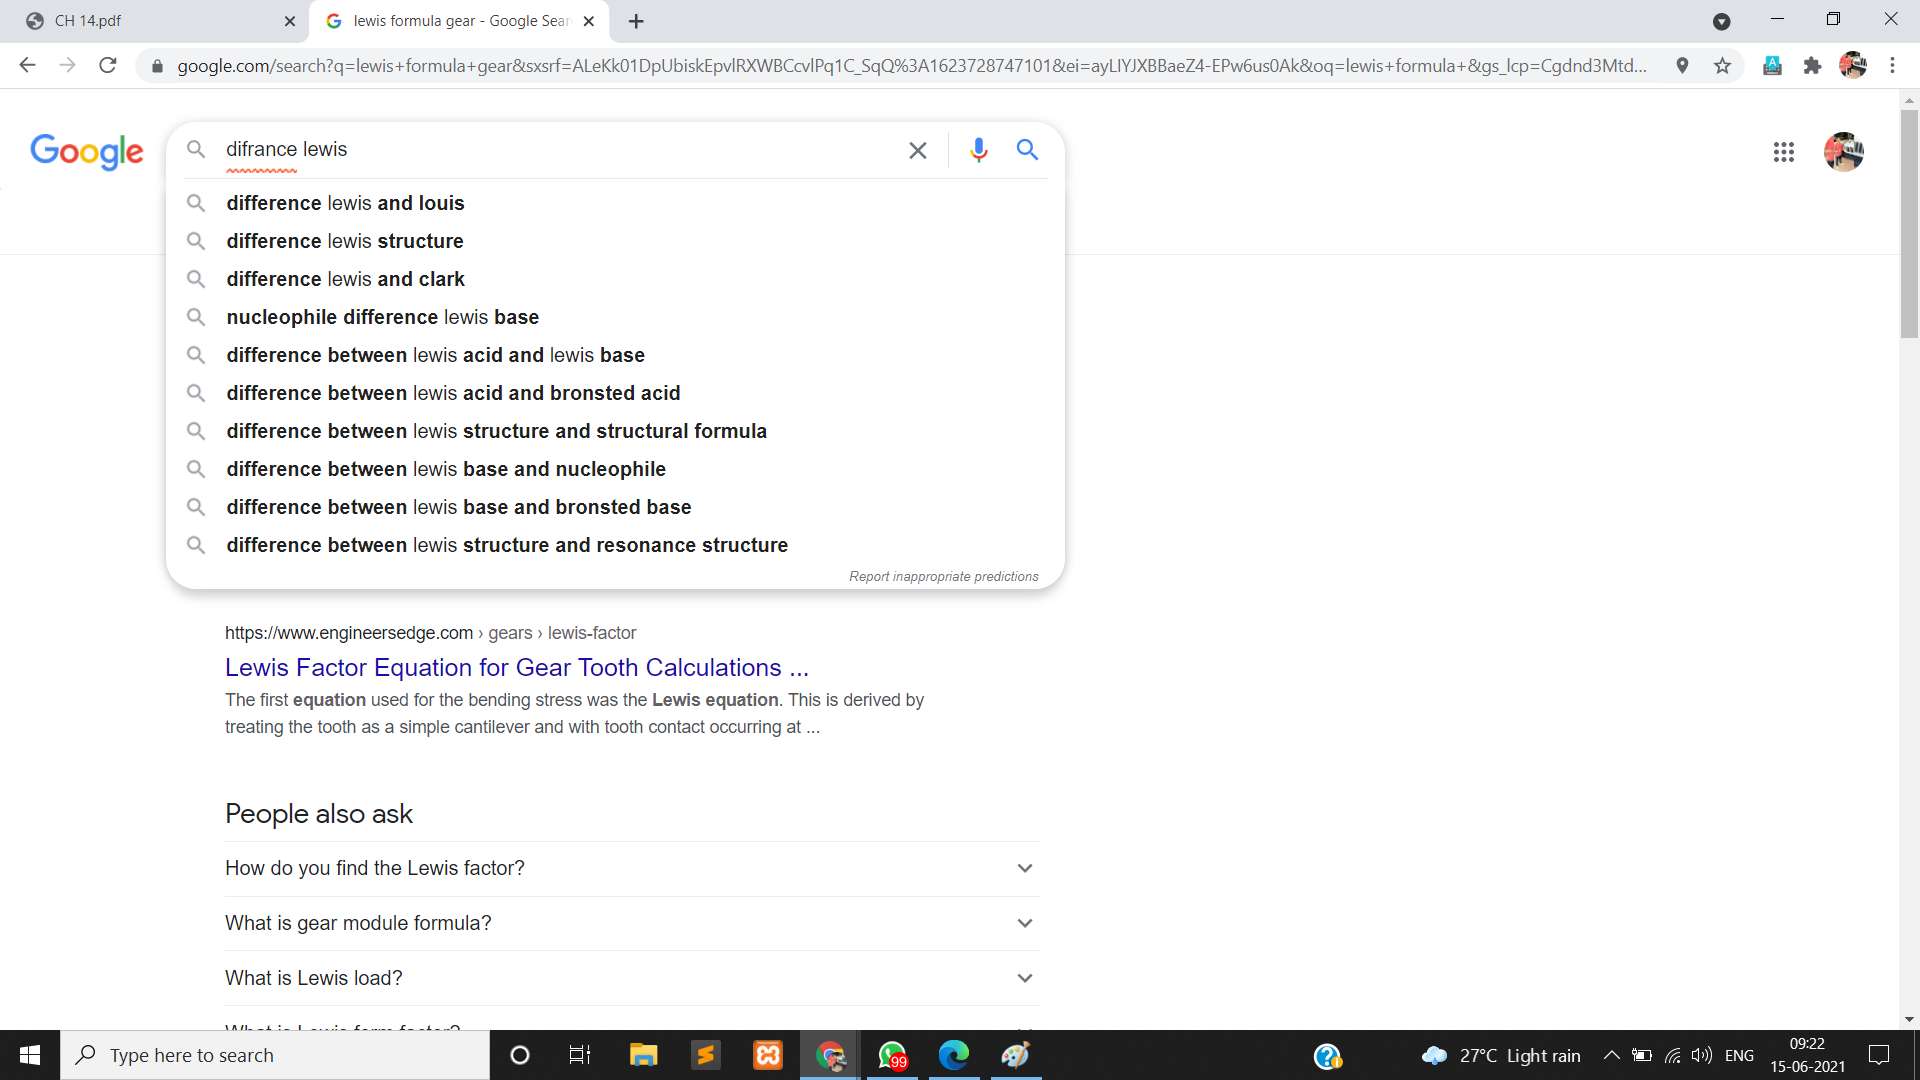 CH 14.pdf
lewis formula gear - Google Sear
google.com/search?q=lewis+formula+gear&sxsrf=ALeKk01DpUbiskEpvlRXWBCcvlPq1C_SqQ%3A1623728747101&ei=ayLIYJXBBaeZ4-EPw6us0Ak&oq=lewis+formula+&gs_lcp=Cgdnd3Mtd...
Google
difrance lewis
difference lewis and louis
difference lewis structure
difference lewis and clark
nucleophile difference lewis base
difference between lewis acid and lewis base
difference between lewis acid and bronsted acid
difference between lewis structure and structural formula
difference between lewis base and nucleophile
difference between lewis base and bronsted base
difference between lewis structure and resonance structure
Report inappropriate predictions
https://www.engineersedge.com › gears › lewis-factor
Lewis Factor Equation for Gear Tooth Calculations ...
The first equation used for the bending stress was the Lewis equation. This is derived by
treating the tooth as a simple cantilever and with tooth contact occurring at ...
People also ask
How do you find the Lewis factor?
What is gear module formula?
What is Lewis load?
What is Lewis form factor?
Type here to search
99
27°C Light rain
ENG
09:22
15-06-2021